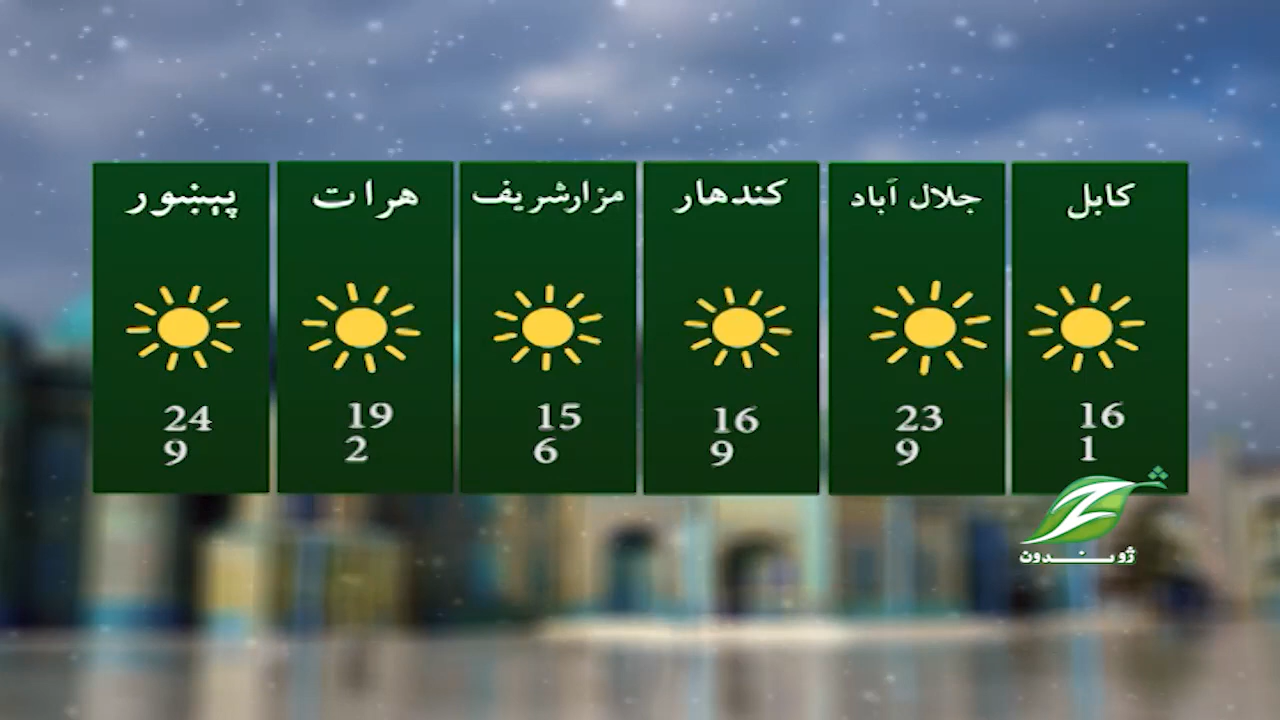 کابل
16
1
جلال آباد
23
9
کندهار
16
9
مزارشریف
15
6
هرات
19
2
پېښور
24
9
ژوندون